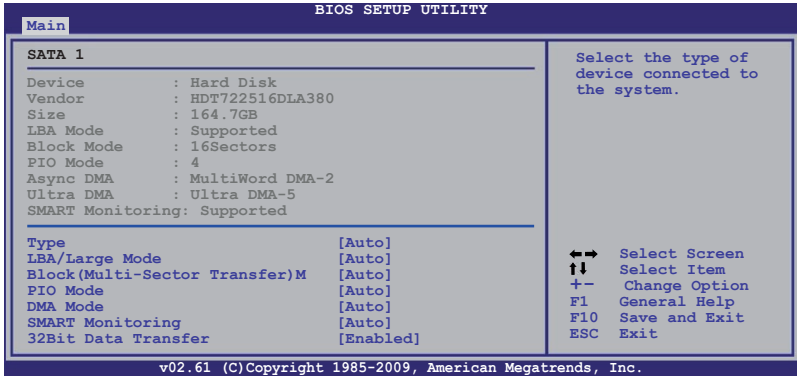 BIOS SETUP UTILITY
Main
SATA 1
Device : Hard Disk
Vendor : HDT722516DLA380
Size : 164.7GB
LBA Mode : Supported
Block Mode : 16Sectors
PIO Mode : 4
Async DMA : MultiWord DMA-2
Ultra DMA : Ultra DMA-5
SMART Monitoring: Supported
Type [Auto]
LBA/Large Mode [Auto]
Block(Multi-Sector Transfer)M [Auto]
PIO Mode [Auto]
DMA Mode [Auto]
SMART Monitoring [Auto]
32Bit Data Transfer [Enabled]
Select the type of
device connected to
the system.
←→ Select Screen
↑↓ Select Item
+- Change Option
F1 General Help
F10 Save and Exit
ESC Exit
v02.61 (C)Copyright 1985-2009, American Megatrends, Inc.